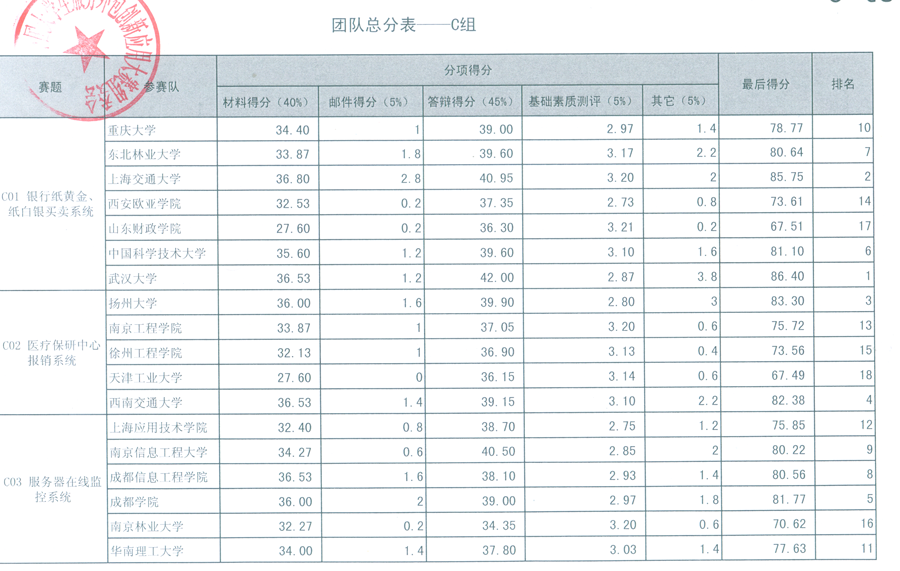 团队总分表——C组
赛题 参赛队 分项得分 最后得分 排名
材料得分（40%） 邮件得分（5%） 答辩得分（45%） 基础素质测评（5%） 其它（5%）
C01 银行纸黄金、
纸白银买卖系统
重庆大学 34.40 1 39.00 2.97 1.4 78.77 10
东北林业大学 33.87 1.8 39.60 3.17 2.2 80.64 7
上海交通大学 36.80 2.8 40.95 3.20 2 85.75 2
西安欧亚学院 32.53 0.2 37.35 2.73 0.8 73.61 14
山东财政学院 27.60 0.2 36.30 3.21 0.2 67.51 17
中国科学技术大学 35.60 1.2 39.60 3.10 1.6 81.10 6
武汉大学 36.53 1.2 42.00 2.87 3.8 86.40 1
C02 医疗保研中心
报销系统
扬州大学 36.00 1.6 39.90 2.80 3 83.30 3
南京工程学院 33.87 1 37.05 3.20 0.6 75.72 13
徐州工程学院 32.13 1 36.90 3.13 0.4 73.56 15
天津工业大学 27.60 0 36.15 3.14 0.6 67.49 18
西南交通大学 36.53 1.4 39.15 3.10 2.2 82.38 4
C03 服务器在线监
控系统
上海应用技术学院 32.40 0.8 38.70 2.75 1.2 75.85 12
南京信息工程大学 34.27 0.6 40.50 2.85 2 80.22 9
成都信息工程学院 36.53 1.6 38.10 2.93 1.4 80.56 8
成都学院 36.00 2 39.00 2.97 1.8 81.77 5
南京林业大学 32.27 0.2 34.35 3.20 0.6 70.62 16
华南理工大学 34.00 1.4 37.80 3.03 1.4 77.63 11